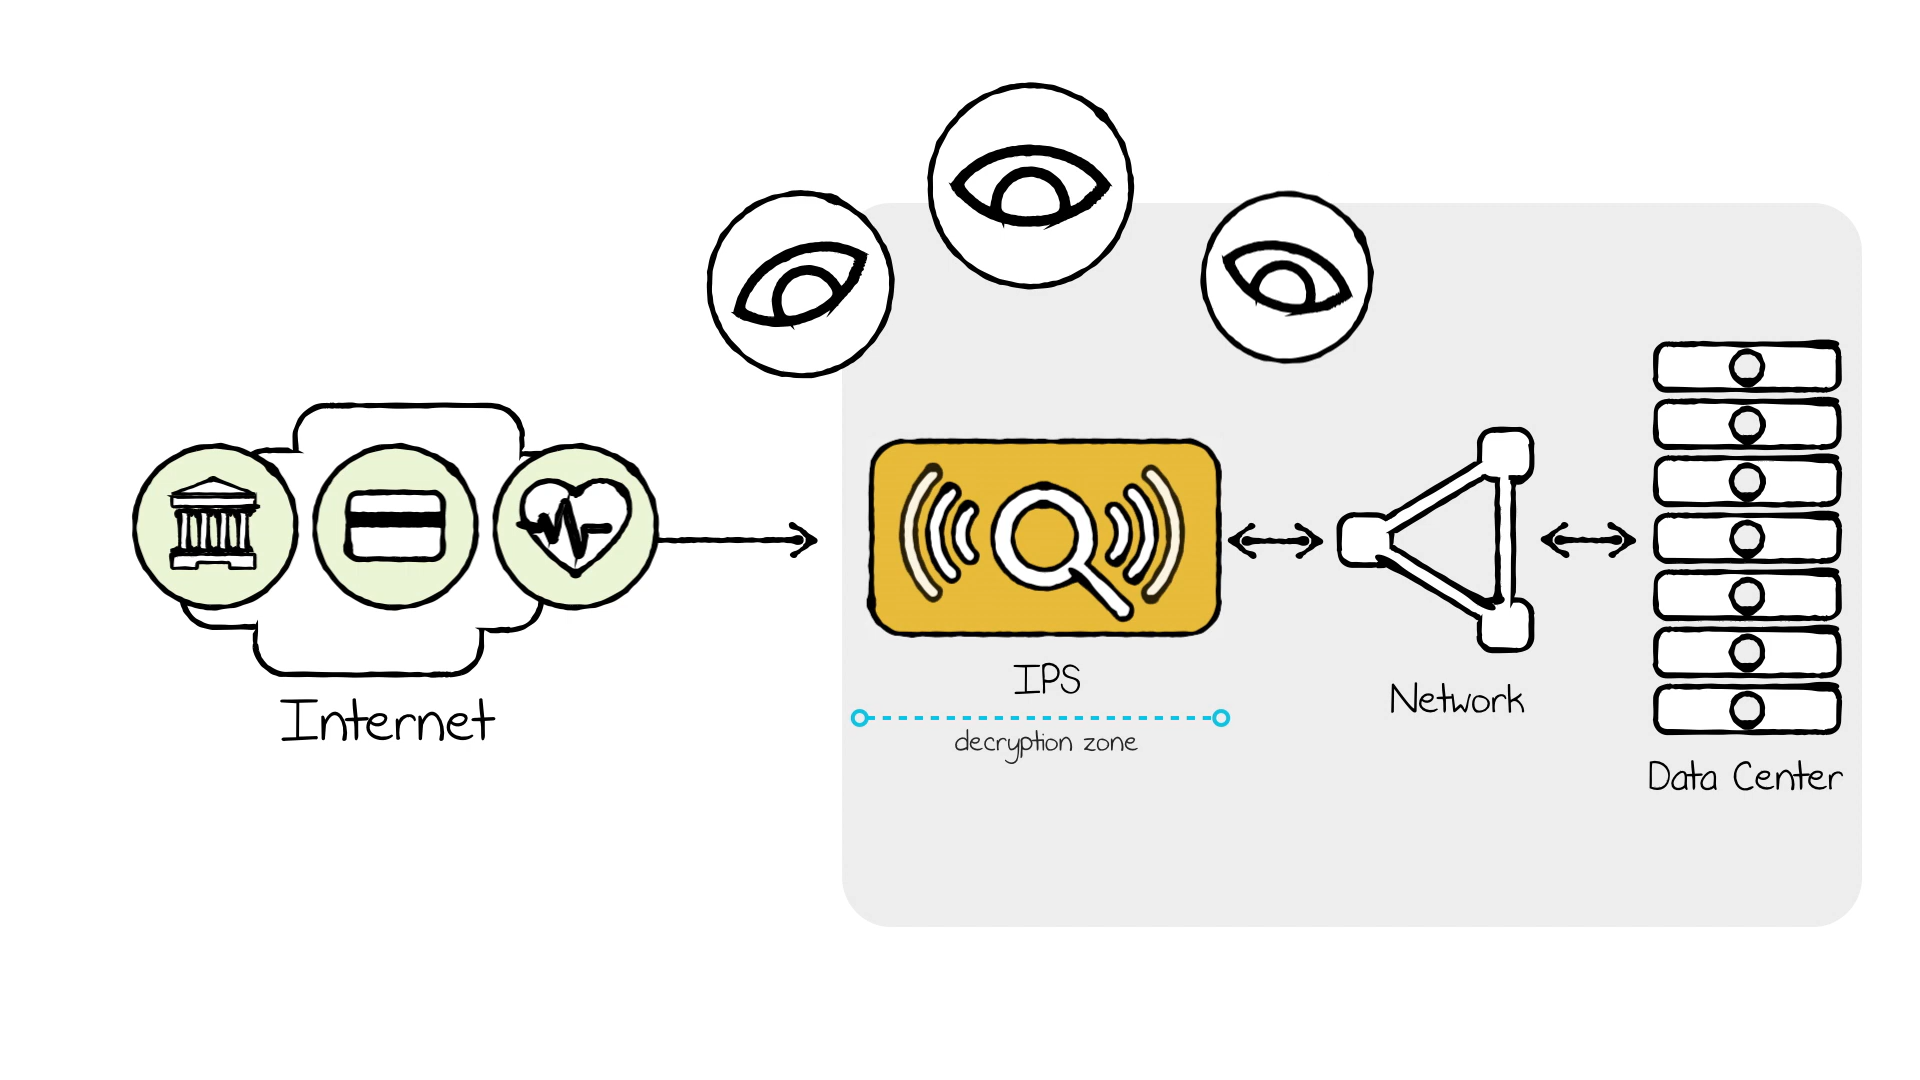 Internet
IPS
decryption zone
Network
Data Center